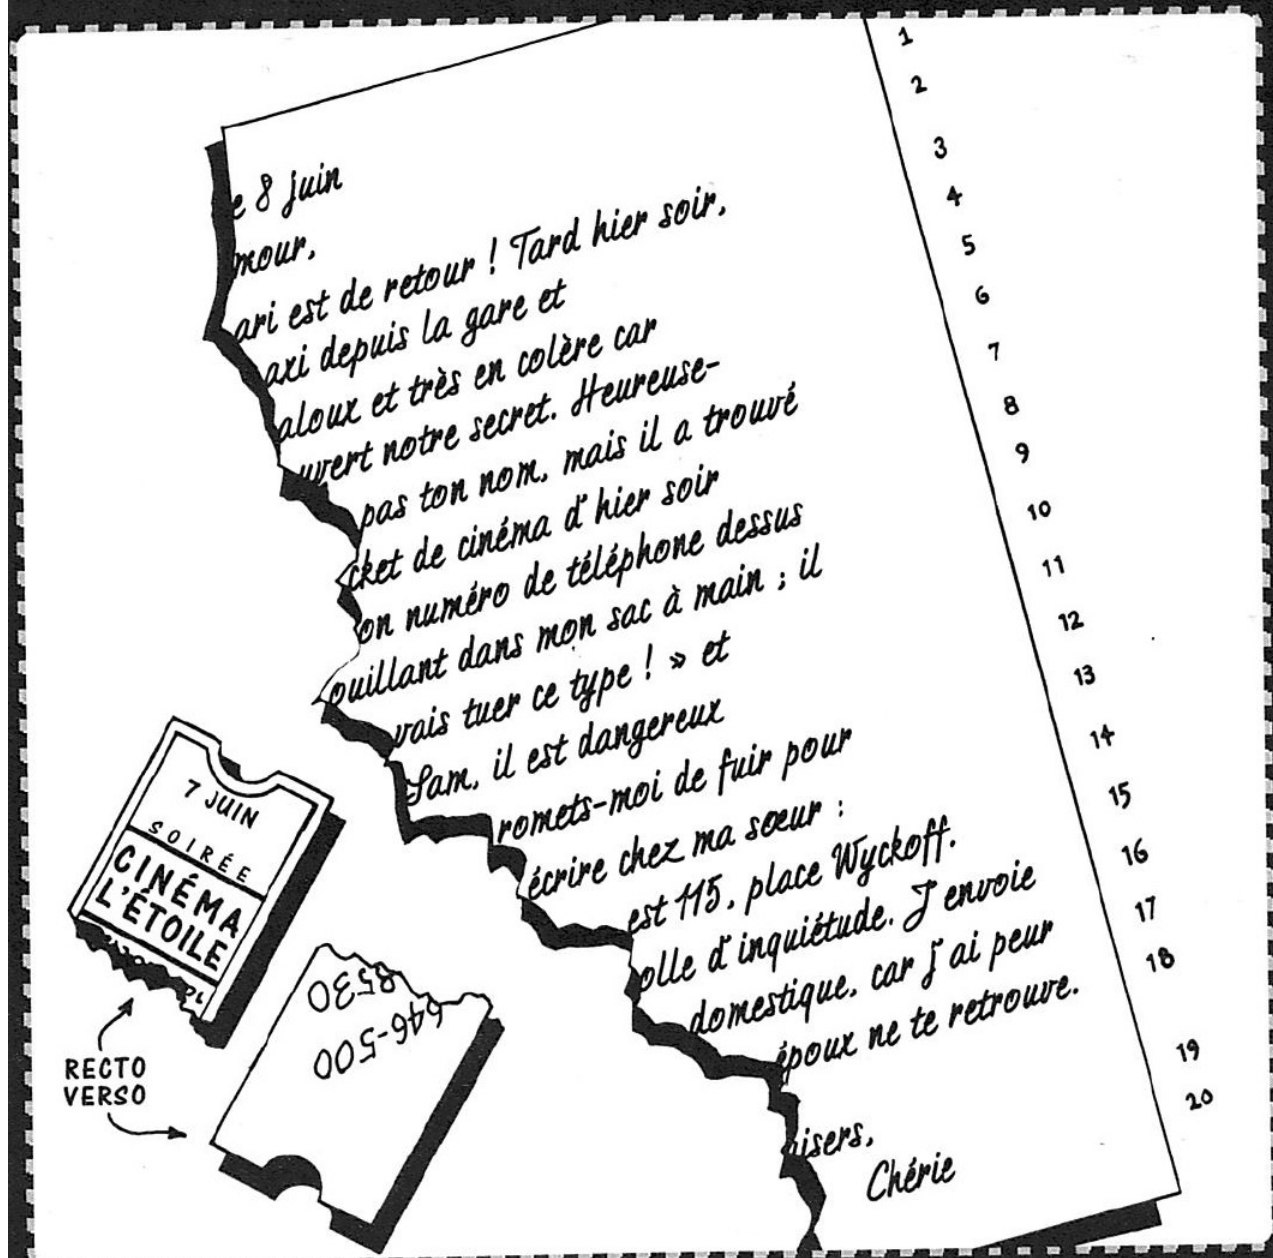 e 8 juin
mour,
ari est de retour ! Tard hier soir,
axi depuis la gare et
aloux et très en colère car
uvert notre secret. Heureuse-
pas ton nom, mais il a trouvé
cket de cinéma d'hier soir
on numéro de téléphone dessus
ouillant dans mon sac à main ; il
vais tuer ce type ! » et
Sam, il est dangereux
romets-moi de fuir pour
écrire chez ma sœur :
est 115, place Wyckoff.
olle d'inquiétude. J'envoie
domestique, car j'ai peur
époux ne te retrouve.
aisers,
Chérie
1
2
3
4
5
6
7
8
9
10
11
12
13
14
15
16
17
18
19
20
7 JUIN
SOIRÉE
CINÉMA
L'ÉTOILE
RECTO
VERSO
646-500
8530